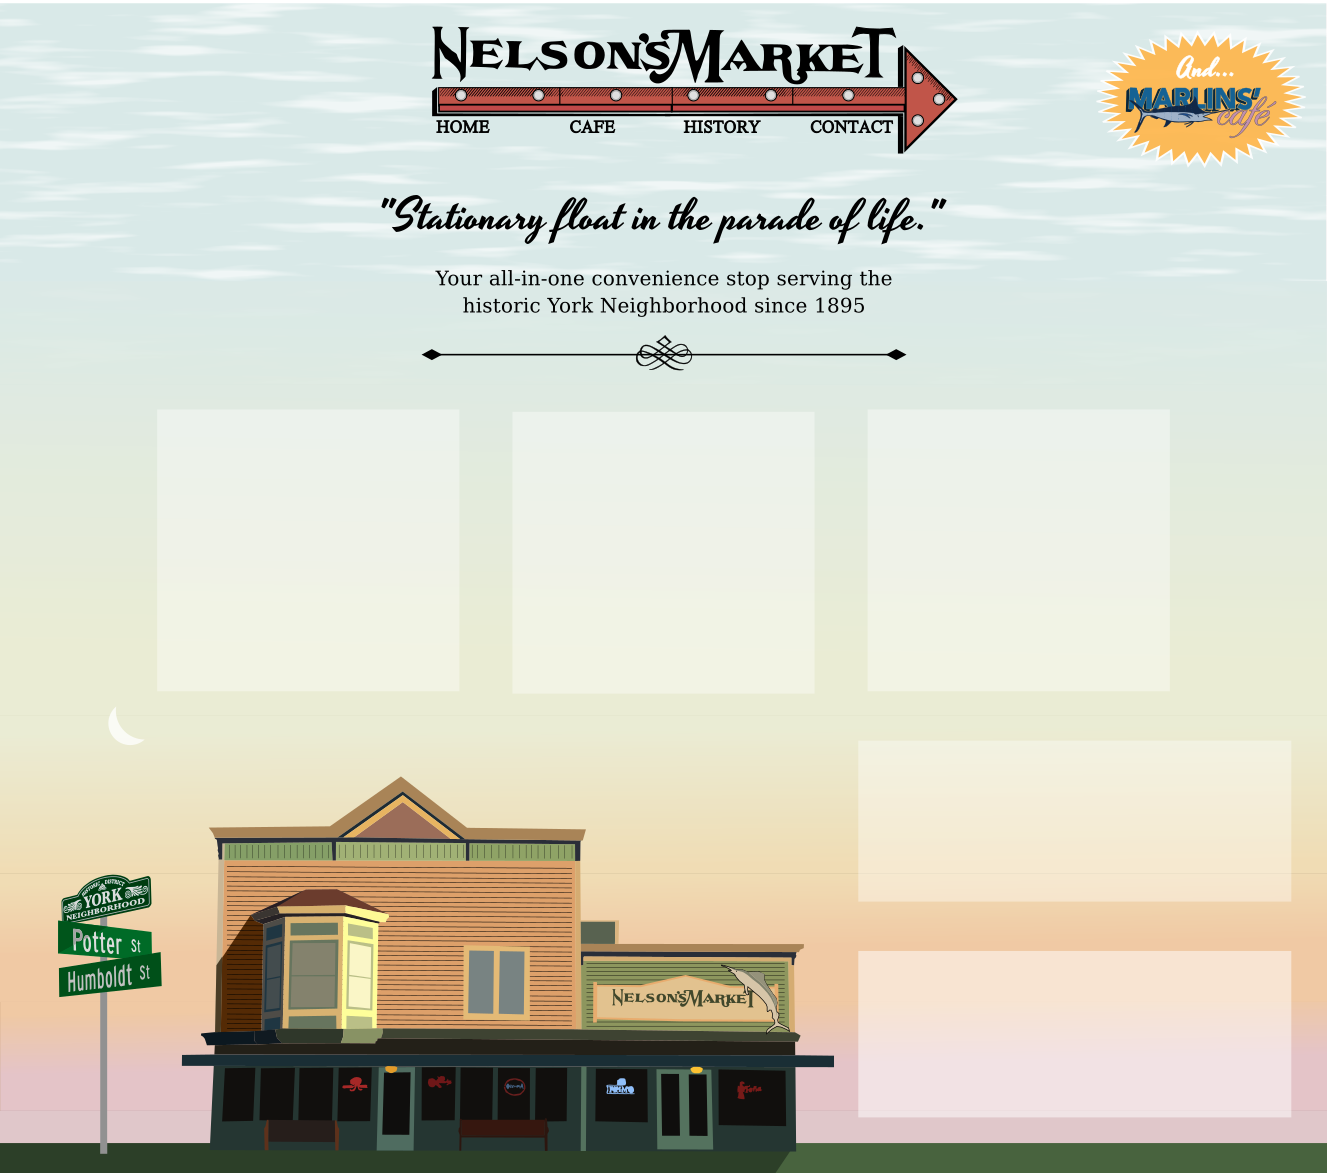 NELSON'S MARKET
And...
MARLINS'
café
HOME CAFE HISTORY CONTACT
"Stationary float in the parade of life."
Your all-in-one convenience stop serving the
historic York Neighborhood since 1895
HISTORIC DISTRICT
YORK
NEIGHBORHOOD
Potter St
Humboldt St
NELSON'S MARKET